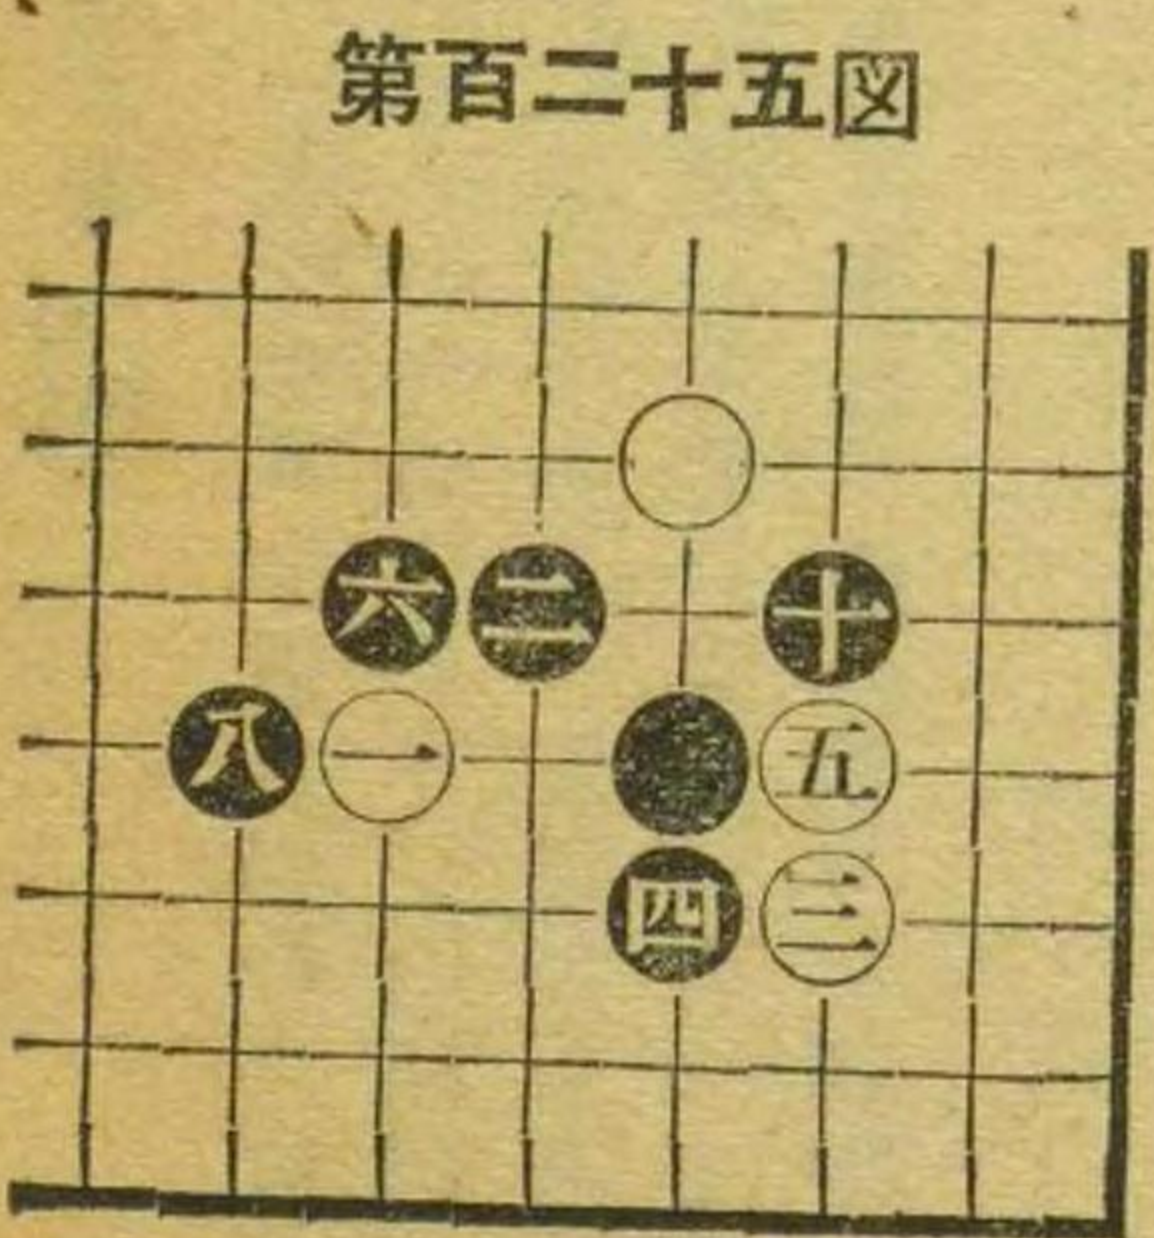 第百二十五図
六 二 十
八 一 五
四 三